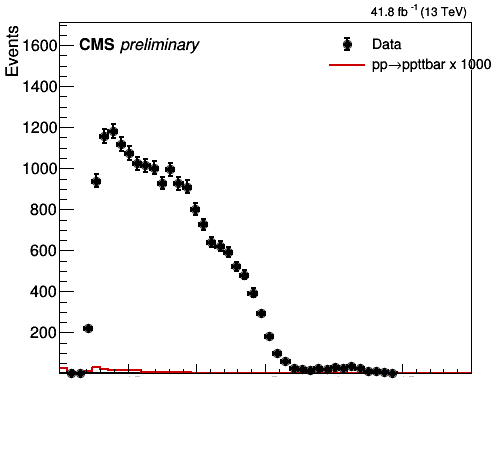 41.8 fb⁻¹ (13 TeV)
Events
CMS preliminary
Data
pp→ppttbar x 1000
1600
1400
1200
1000
800
600
400
200